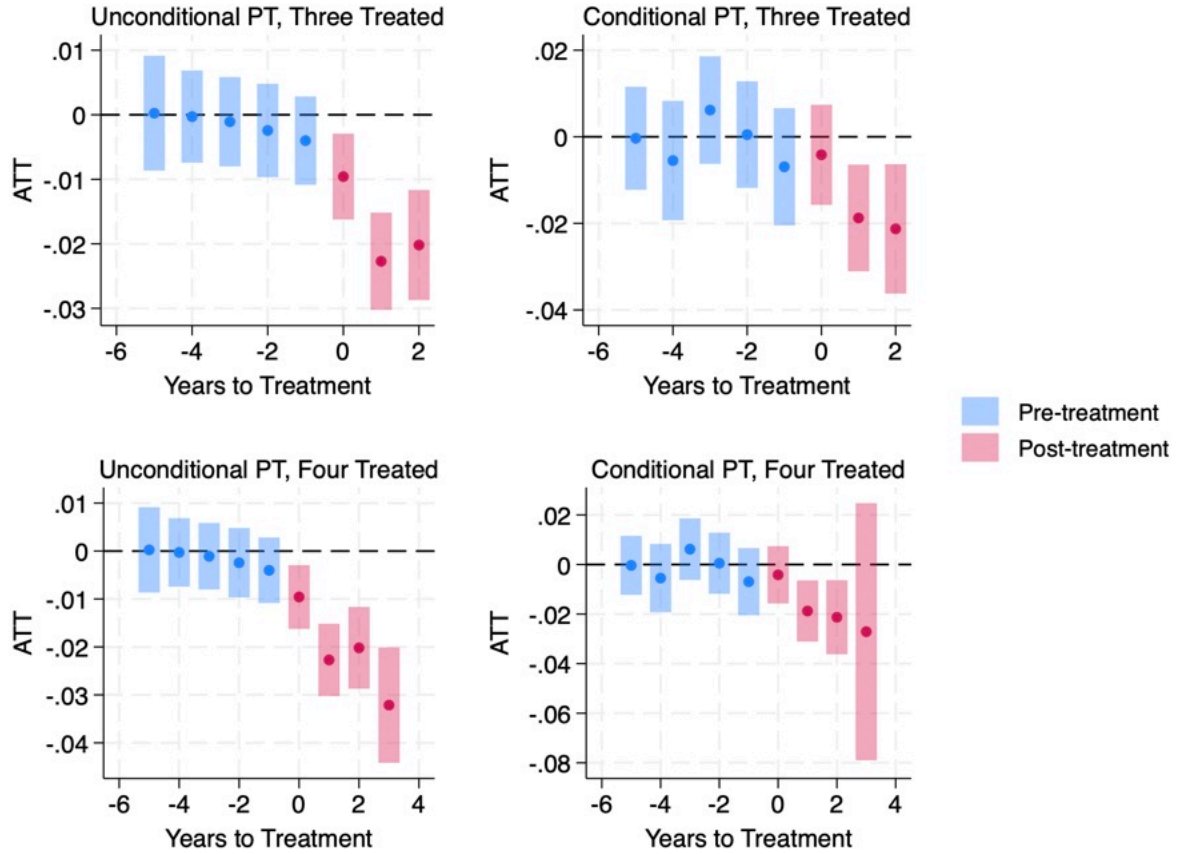 Unconditional PT, Three Treated
.01
0
-.01
-.02
-.03
ATT
-6 -4 -2 0 2
Years to Treatment
Conditional PT, Three Treated
.02
0
-.02
-.04
ATT
-6 -4 -2 0 2
Years to Treatment
Unconditional PT, Four Treated
.01
0
-.01
-.02
-.03
-.04
ATT
-6 -4 -2 0 2 4
Years to Treatment
Conditional PT, Four Treated
.02
0
-.02
-.04
-.06
-.08
ATT
-6 -4 -2 0 2 4
Years to Treatment
Pre-treatment
Post-treatment